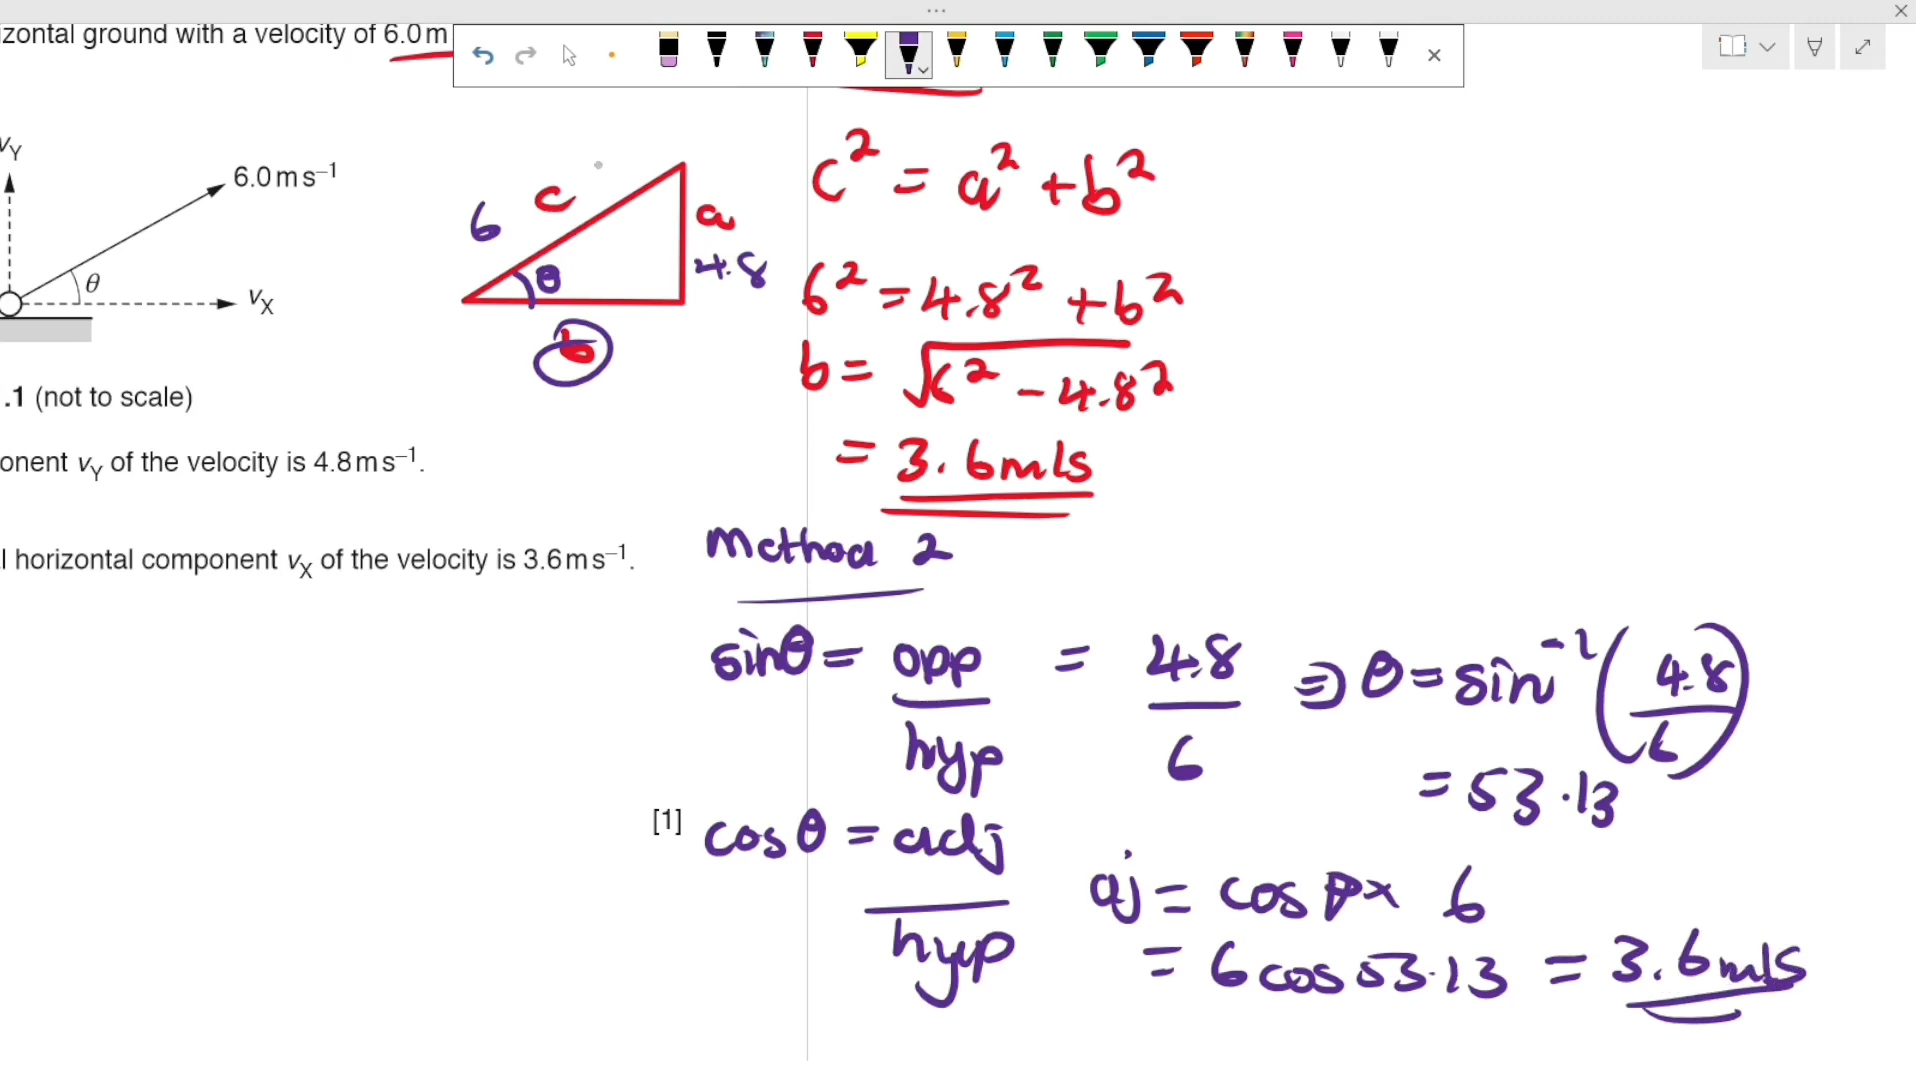 zontal ground with a velocity of 6.0 m
vY
6.0 m s−1
θ
vX
.1 (not to scale)
onent vY of the velocity is 4.8 m s−1.
l horizontal component vX of the velocity is 3.6 m s−1.
[1]
6
c
a
4.8
θ
b
c² = a² + b²
6² = 4.8² + b²
b = √6² − 4.8²
= 3.6 m/s
Method 2
sinθ = opp/hyp = 4.8/6 ⇒ θ = sin⁻¹(4.8/6)
= 53.13
cosθ = adj/hyp
aj = cos θ × 6
= 6 cos 53.13 = 3.6 m/s